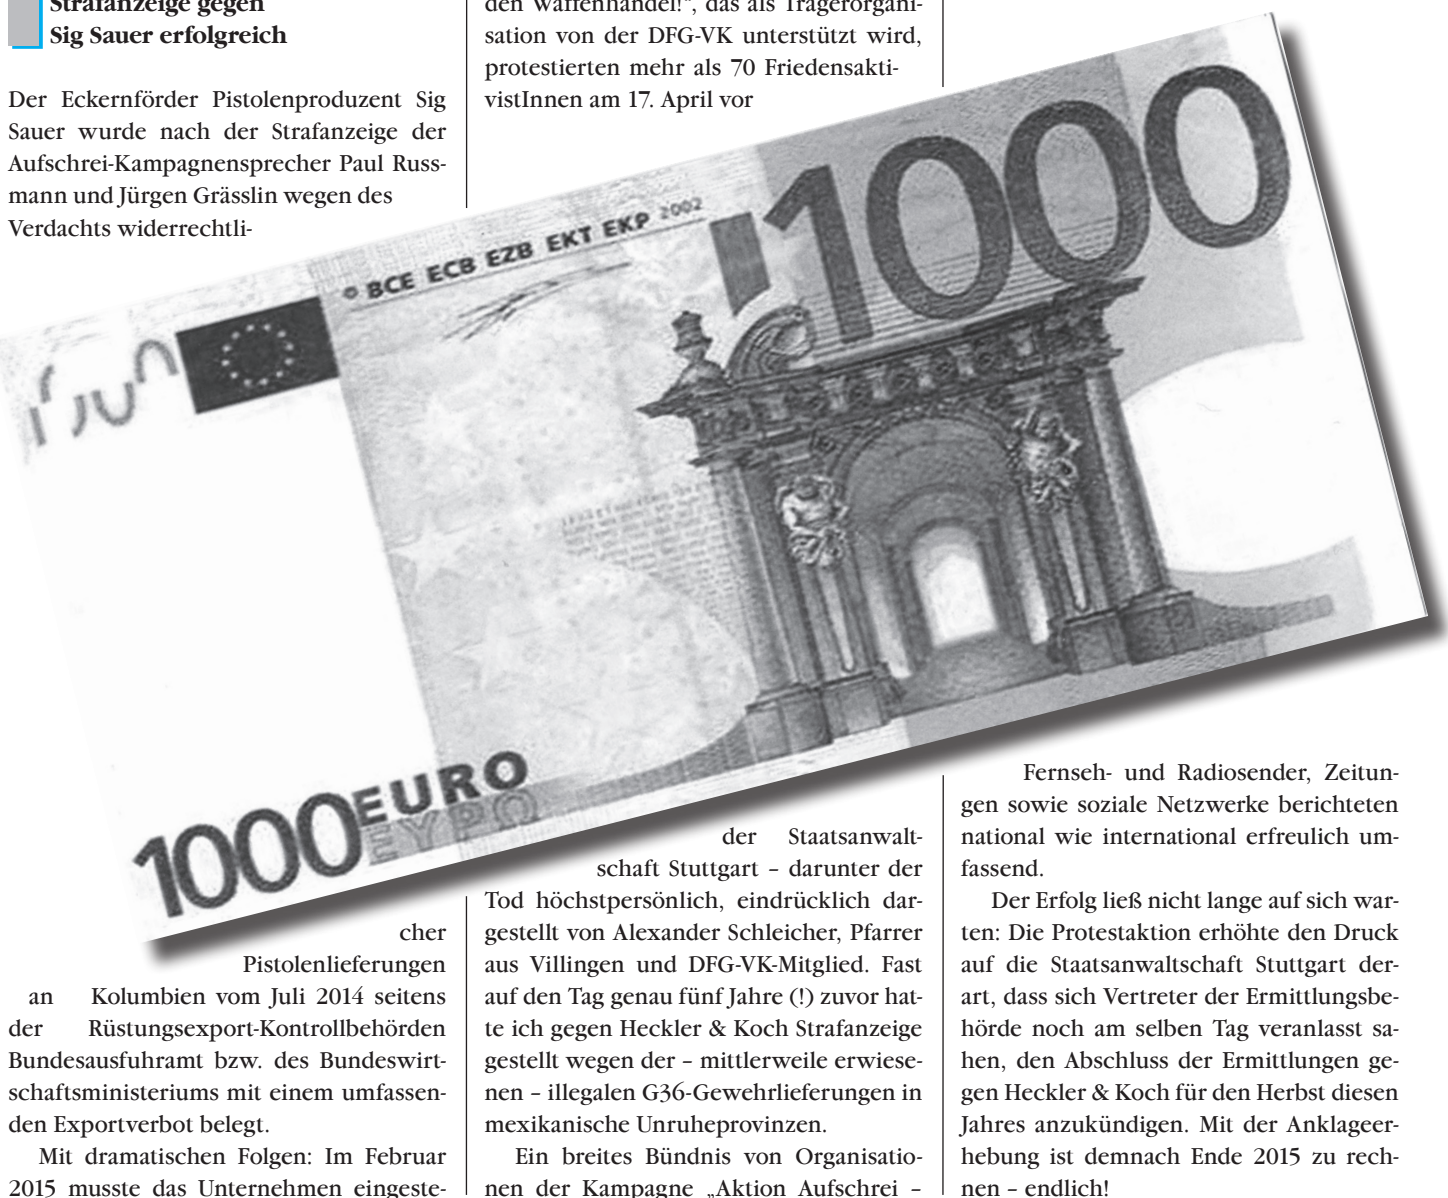 Strafanzeige gegen
Sig Sauer erfolgreich
Der Eckernförder Pistolenproduzent Sig
Sauer wurde nach der Strafanzeige der
Aufschrei-Kampagnensprecher Paul Russ-
mann und Jürgen Grässlin wegen des
Verdachts widerrechtli-
cher
Pistolenlieferungen
an Kolumbien vom Juli 2014 seitens
der Rüstungsexport-Kontrollbehörden
Bundesausfuhramt bzw. des Bundeswirt-
schaftsministeriums mit einem umfassen-
den Exportverbot belegt.
Mit dramatischen Folgen: Im Februar
2015 musste das Unternehmen eingeste-
den Waffenhandel!", das als Trägerorgani-
sation von der DFG-VK unterstützt wird,
protestierten mehr als 70 Friedensakti-
vistInnen am 17. April vor
der Staatsanwalt-
schaft Stuttgart – darunter der
Tod höchstpersönlich, eindrücklich dar-
gestellt von Alexander Schleicher, Pfarrer
aus Villingen und DFG-VK-Mitglied. Fast
auf den Tag genau fünf Jahre (!) zuvor hat-
te ich gegen Heckler & Koch Strafanzeige
gestellt wegen der – mittlerweile erwiese-
nen – illegalen G36-Gewehrlieferungen in
mexikanische Unruheprovinzen.
Ein breites Bündnis von Organisatio-
nen der Kampagne „Aktion Aufschrei –
Fernseh- und Radiosender, Zeitun-
gen sowie soziale Netzwerke berichteten
national wie international erfreulich um-
fassend.
Der Erfolg ließ nicht lange auf sich war-
ten: Die Protestaktion erhöhte den Druck
auf die Staatsanwaltschaft Stuttgart der-
art, dass sich Vertreter der Ermittlungsbe-
hörde noch am selben Tag veranlasst sa-
hen, den Abschluss der Ermittlungen ge-
gen Heckler & Koch für den Herbst diesen
Jahres anzukündigen. Mit der Anklageer-
hebung ist demnach Ende 2015 zu rech-
nen – endlich!
© BCE ECB EZB EKT EKP 2002
1000
1000 EURO
ΕΥΡΩ